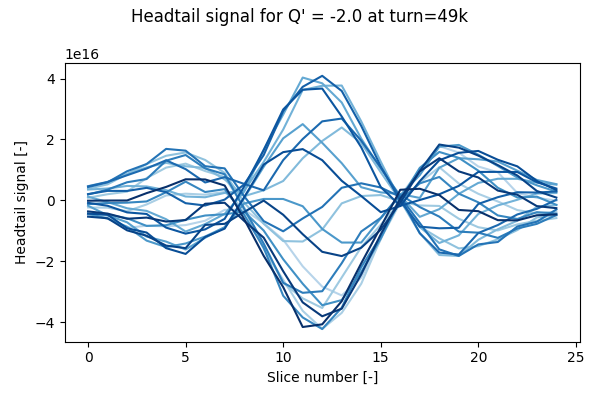 Headtail signal for Q' = -2.0 at turn=49k
1e16
Headtail signal [-]
4
2
0
−2
−4
0 5 10 15 20 25
Slice number [-]